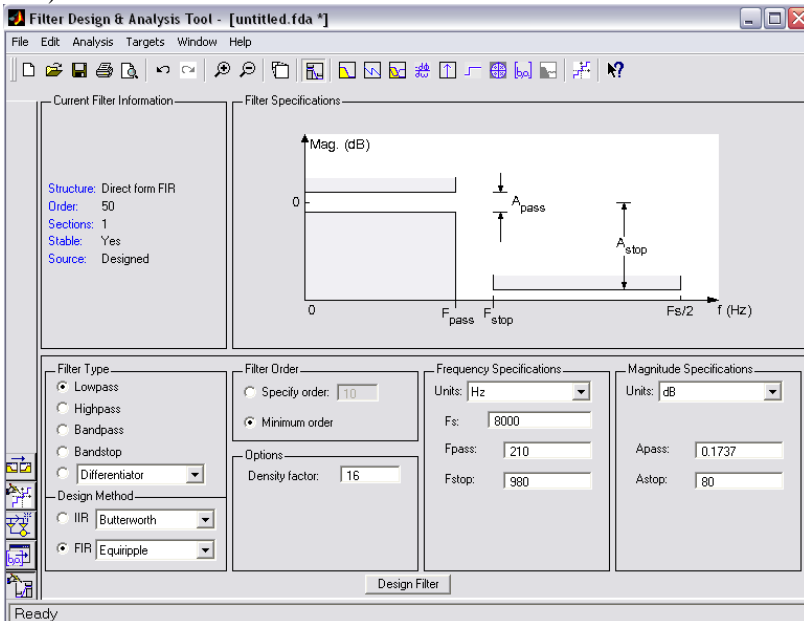 Filter Design & Analysis Tool - [untitled.fda *]
File Edit Analysis Targets Window Help
Current Filter Information
Structure: Direct form FIR
Order: 50
Sections: 1
Stable: Yes
Source: Designed
Filter Specifications
Mag. (dB)
0
Apass
Astop
0
Fpass
Fstop
Fs/2
f (Hz)
Filter Type
Lowpass
Highpass
Bandpass
Bandstop
Differentiator
Design Method
IIR Butterworth
FIR Equiripple
Filter Order
Specify order: 10
Minimum order
Options
Density factor: 16
Frequency Specifications
Units: Hz
Fs: 8000
Fpass: 210
Fstop: 980
Magnitude Specifications
Units: dB
Apass: 0.1737
Astop: 80
Design Filter
Ready